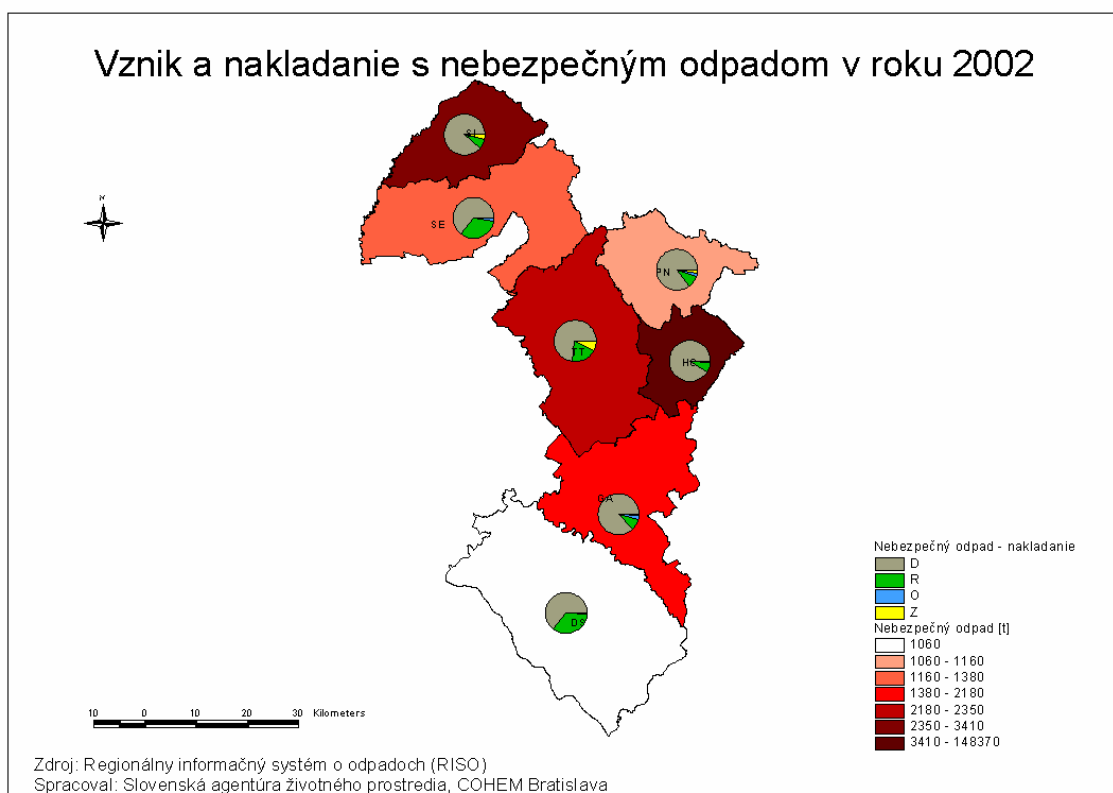 Vznik a nakladanie s nebezpečným odpadom v roku 2002
SI
N
SE
PN
TT
HC
GA
DS
Nebezpečný odpad - nakladanie
D
R
O
Z
Nebezpečný odpad [t]
1060
1060 - 1160
1160 - 1380
1380 - 2180
2180 - 2350
2350 - 3410
3410 - 148370
10 0 10 20 30 Kilometers
Zdroj: Regionálny informačný systém o odpadoch (RISO)
Spracoval: Slovenská agentúra životného prostredia, COHEM Bratislava